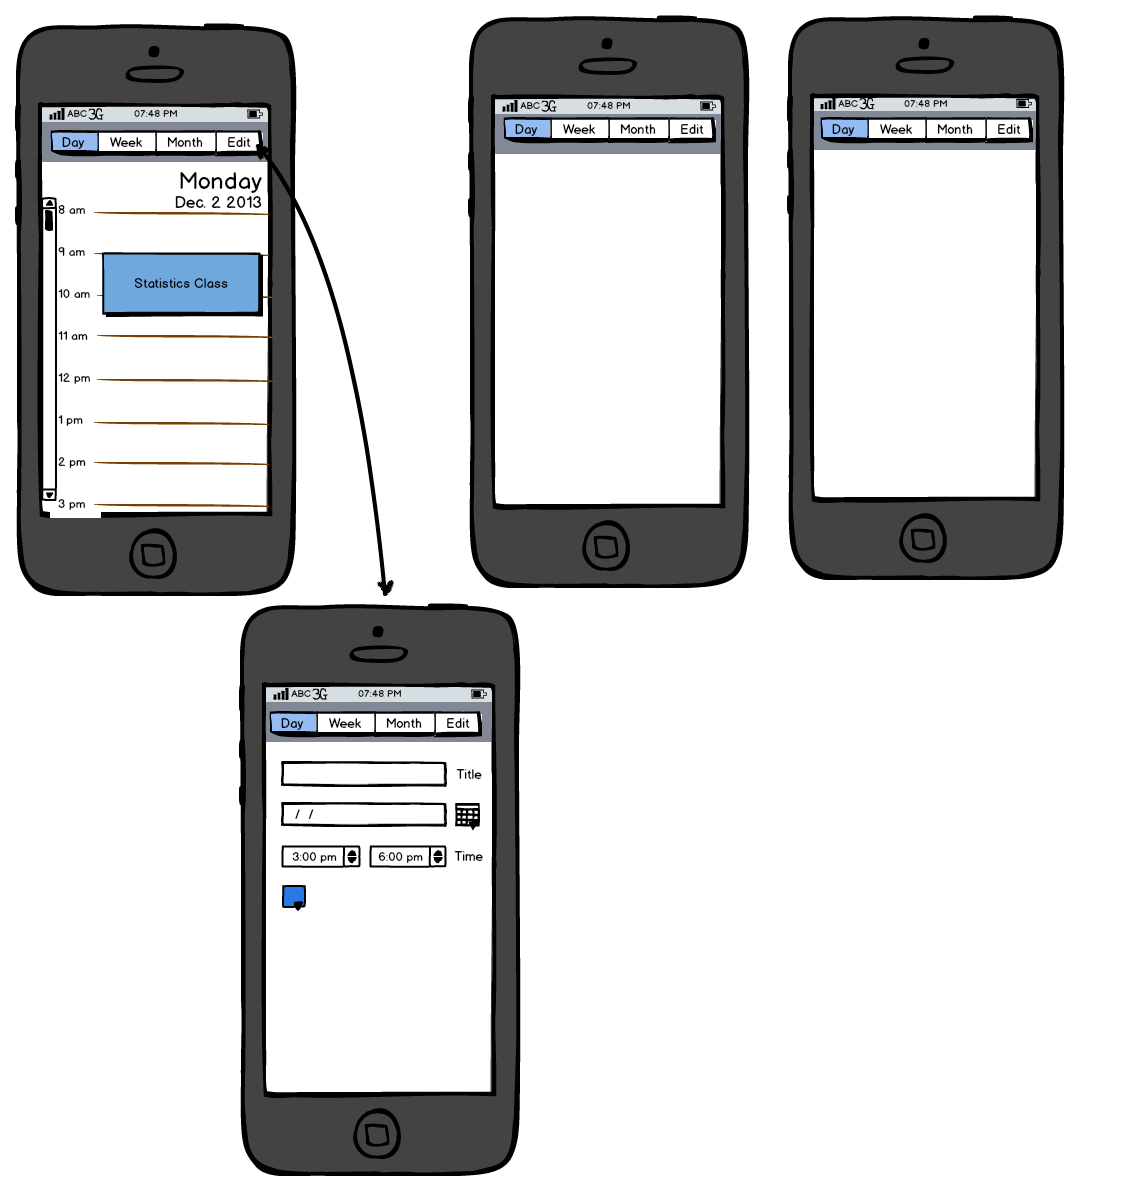 ABC 3G 07:48 PM
Day Week Month Edit
Monday
Dec. 2 2013
8 am
9 am
Statistics Class
10 am
11 am
12 pm
1 pm
2 pm
3 pm
ABC 3G 07:48 PM
Day Week Month Edit
ABC 3G 07:48 PM
Day Week Month Edit
ABC 3G 07:48 PM
Day Week Month Edit
Title
/ /
3:00 pm 6:00 pm Time